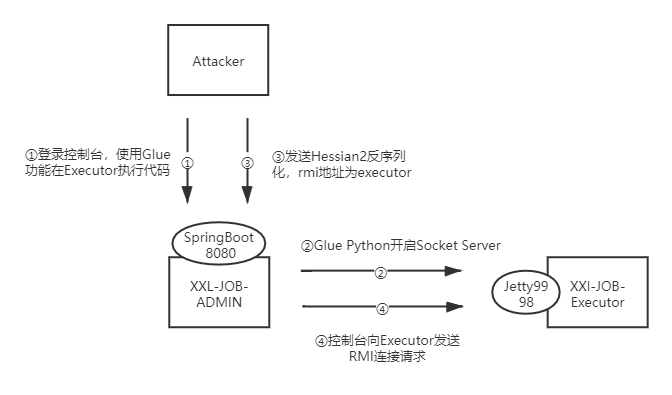 Attacker
①登录控制台，使用Glue
功能在Executor执行代码
①
③
③发送Hessian2反序列
化，rmi地址为executor
SpringBoot
8080
XXL-JOB-
ADMIN
②Glue Python开启Socket Server
②
④
④控制台向Executor发送
RMI连接请求
Jetty99
98
XXI-JOB-
Executor